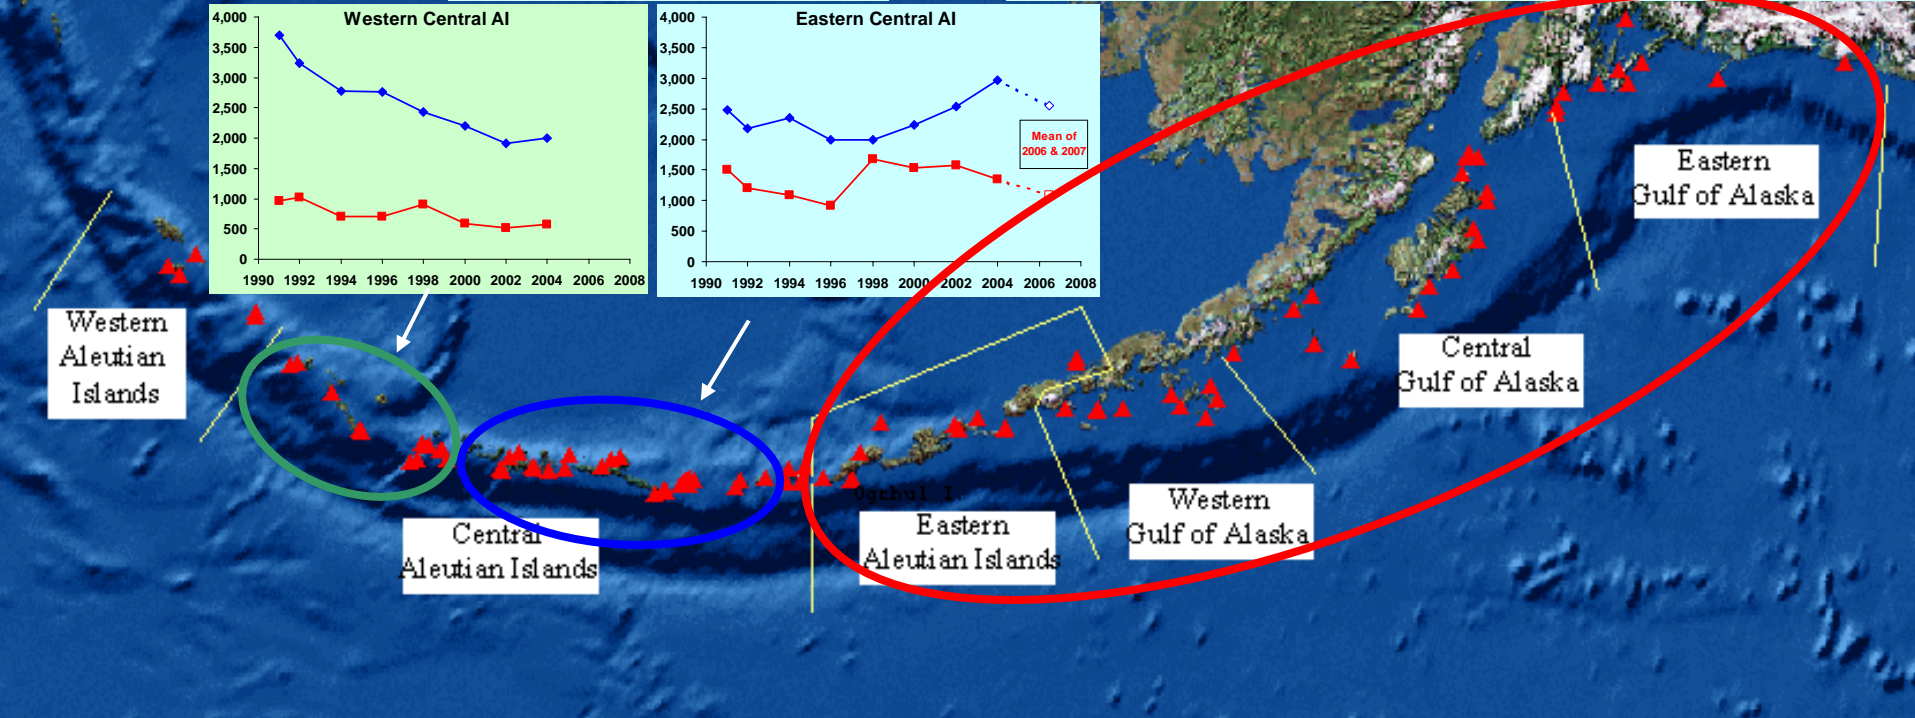 Western Central AI
4,000
3,500
3,000
2,500
2,000
1,500
1,000
500
0
1990 1992 1994 1996 1998 2000 2002 2004 2006 2008
Eastern Central AI
4,000
3,500
3,000
2,500
2,000
1,500
1,000
500
0
1990 1992 1994 1996 1998 2000 2002 2004 2006 2008
Mean of
2006 & 2007
Western
Aleutian
Islands
Central
Aleutian Islands
Ogchul I.
Eastern
Aleutian Islands
Western
Gulf of Alaska
Central
Gulf of Alaska
Eastern
Gulf of Alaska